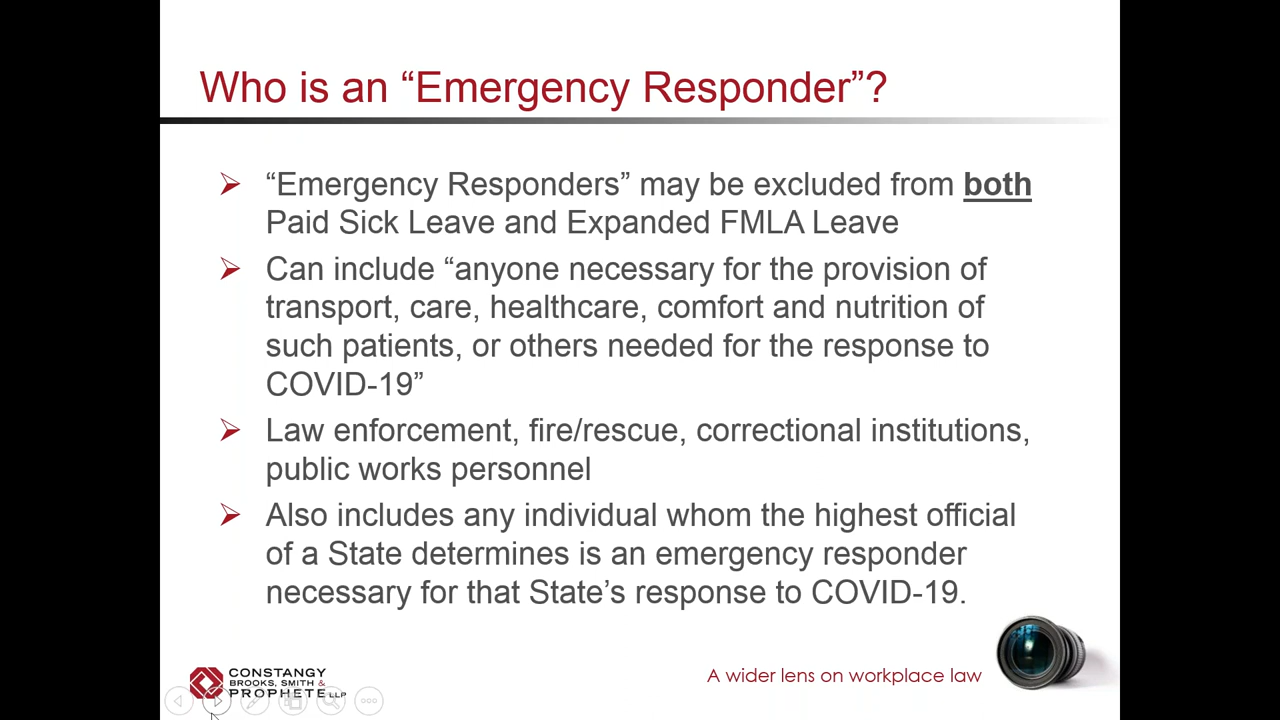 Who is an “Emergency Responder”?
“Emergency Responders” may be excluded from both
Paid Sick Leave and Expanded FMLA Leave
Can include “anyone necessary for the provision of
transport, care, healthcare, comfort and nutrition of
such patients, or others needed for the response to
COVID-19”
Law enforcement, fire/rescue, correctional institutions,
public works personnel
Also includes any individual whom the highest official
of a State determines is an emergency responder
necessary for that State’s response to COVID-19.
CONSTANGY
BROOKS, SMITH &
PROPHETE LLP
A wider lens on workplace law